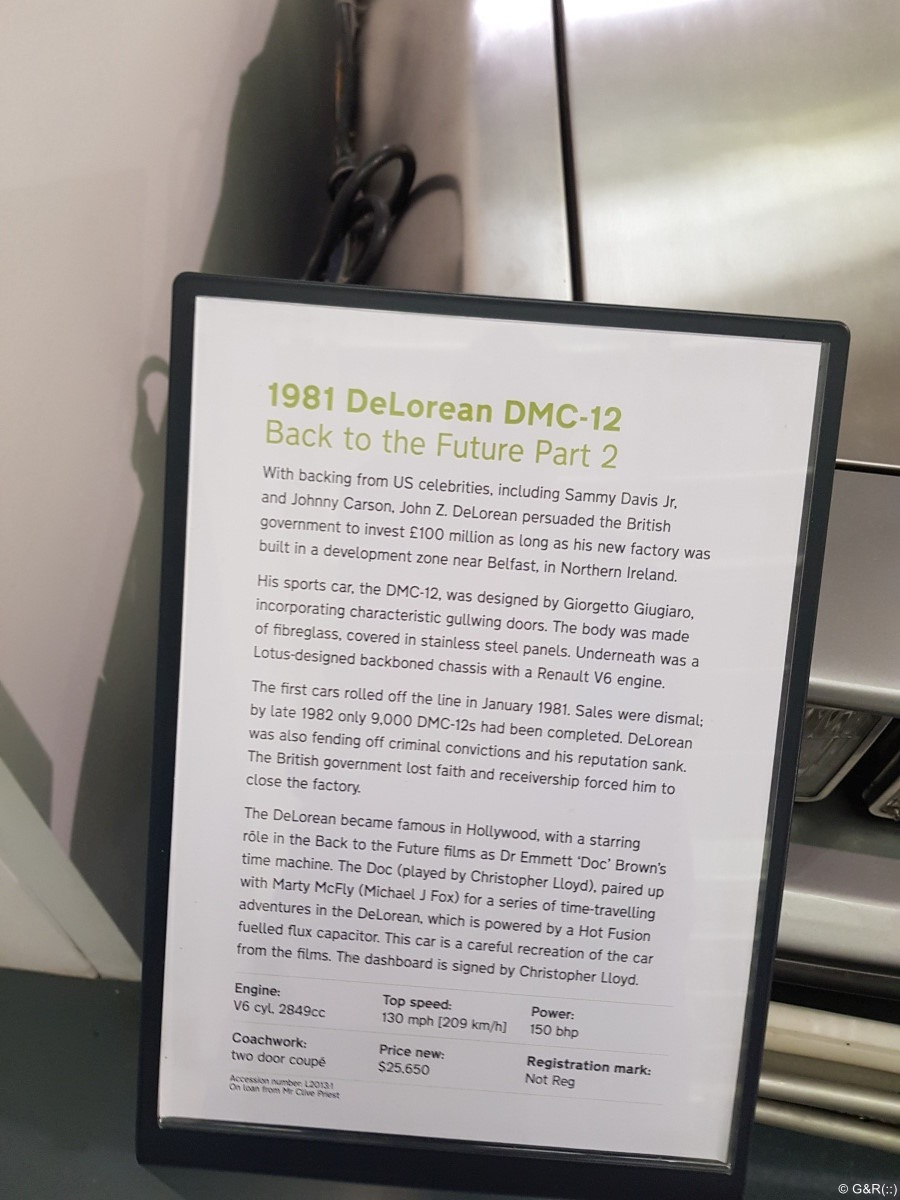 1981 DeLorean DMC-12
Back to the Future Part 2
With backing from US celebrities, including Sammy Davis Jr,
and Johnny Carson, John Z. DeLorean persuaded the British
government to invest £100 million as long as his new factory was
built in a development zone near Belfast, in Northern Ireland.
His sports car, the DMC-12, was designed by Giorgetto Giugiaro,
incorporating characteristic gullwing doors. The body was made
of fibreglass, covered in stainless steel panels. Underneath was a
Lotus-designed backboned chassis with a Renault V6 engine.
The first cars rolled off the line in January 1981. Sales were dismal;
by late 1982 only 9,000 DMC-12s had been completed. DeLorean
was also fending off criminal convictions and his reputation sank.
The British government lost faith and receivership forced him to
close the factory.
The DeLorean became famous in Hollywood, with a starring
rôle in the Back to the Future films as Dr Emmett ‘Doc’ Brown’s
time machine. The Doc (played by Christopher Lloyd), paired up
with Marty McFly (Michael J Fox) for a series of time-travelling
adventures in the DeLorean, which is powered by a Hot Fusion
fuelled flux capacitor. This car is a careful recreation of the car
from the films. The dashboard is signed by Christopher Lloyd.
Engine: Top speed: Power:
V6 cyl. 2849cc 130 mph [209 km/h] 150 bhp
Coachwork: Price new: Registration mark:
two door coupé $25,650 Not Reg
Accession number: L2013.1
On loan from Mr Clive Priest
© G&R(::)